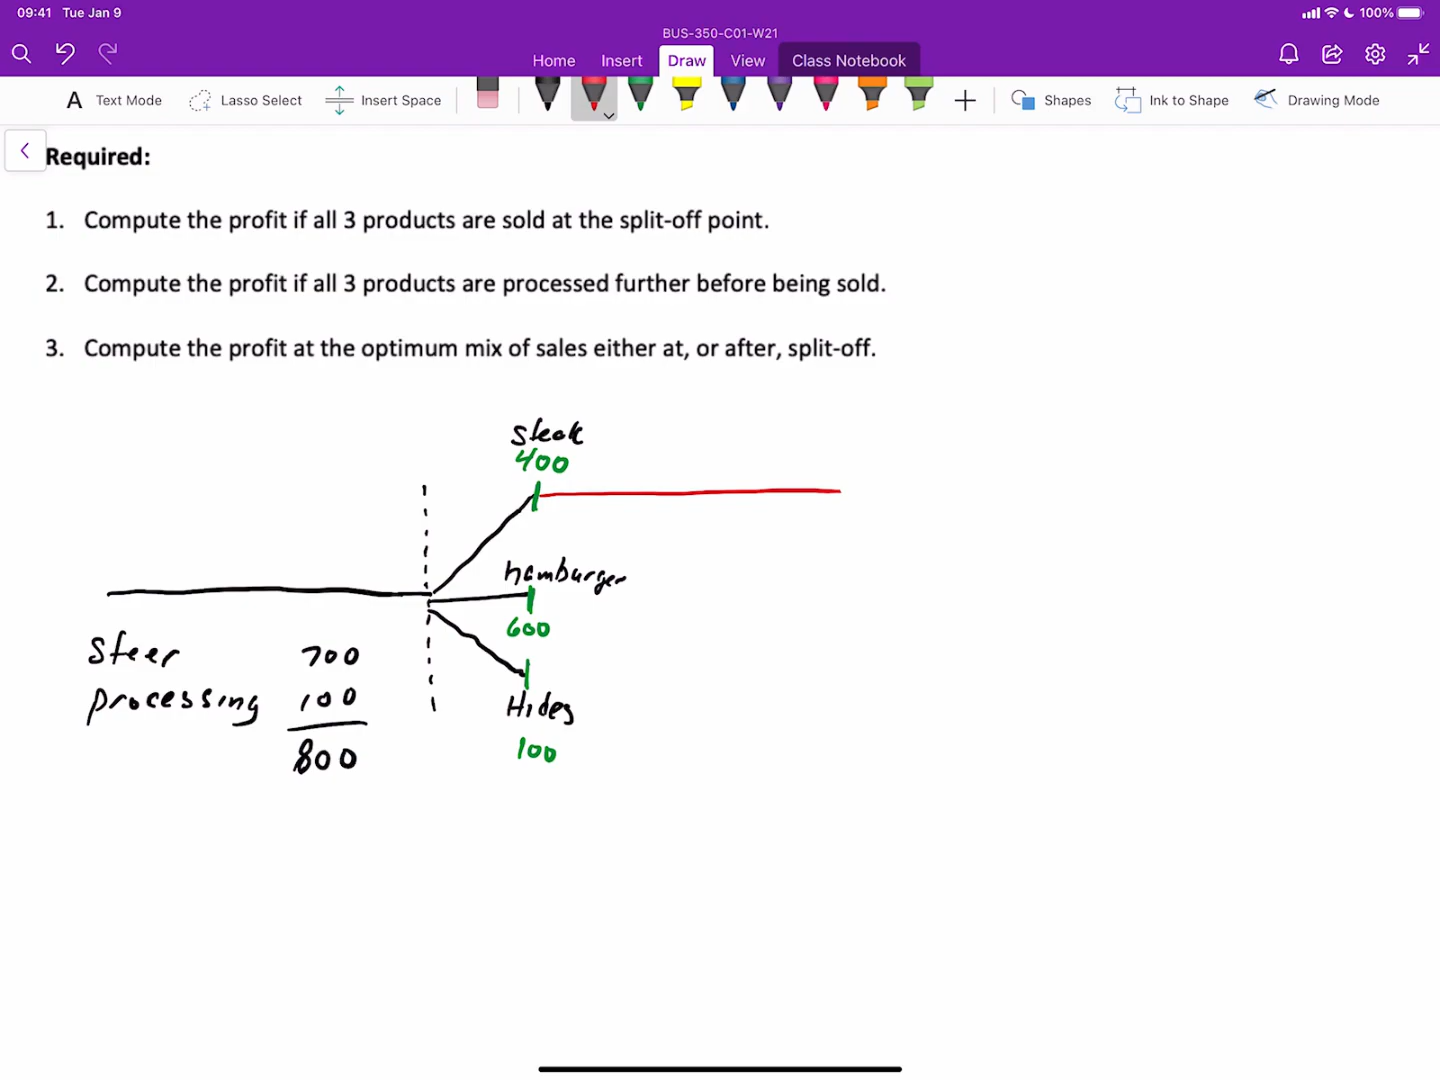 09:41 Tue Jan 9
100%
BUS-350-C01-W21
Home Insert Draw View Class Notebook
A Text Mode Lasso Select Insert Space Shapes Ink to Shape Drawing Mode
Required:
1. Compute the profit if all 3 products are sold at the split-off point.
2. Compute the profit if all 3 products are processed further before being sold.
3. Compute the profit at the optimum mix of sales either at, or after, split-off.
Steak
400
hamburger
600
Steer 700
processing 100
800
Hides
100